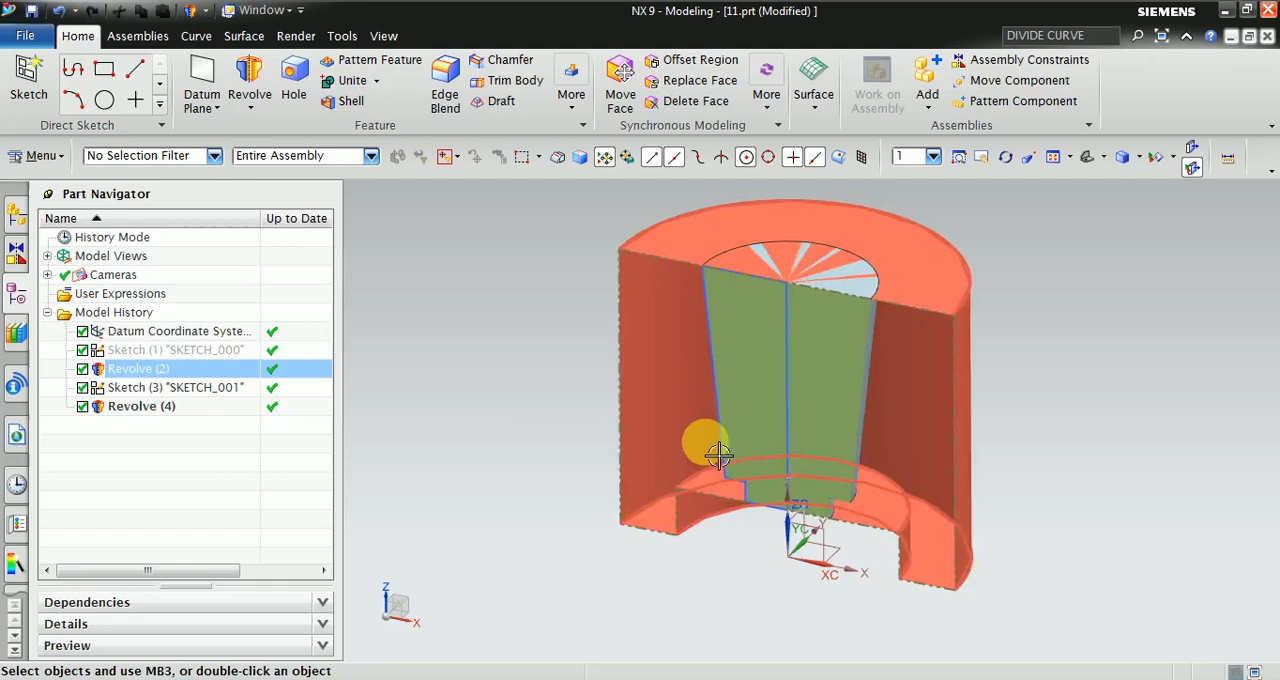 Window
NX 9 - Modeling - [11.prt (Modified) ]
SIEMENS
File
Home
Assemblies
Curve
Surface
Render
Tools
View
DIVIDE CURVE
Sketch
Datum Plane
Revolve
Hole
Pattern Feature
Unite
Shell
Edge Blend
Chamfer
Trim Body
Draft
More
Move Face
Offset Region
Replace Face
Delete Face
More
Surface
Work on Assembly
Add
Assembly Constraints
Move Component
Pattern Component
Direct Sketch
Feature
Synchronous Modeling
Assemblies
Menu
No Selection Filter
Entire Assembly
1
Part Navigator
Name
Up to Date
History Mode
Model Views
Cameras
User Expressions
Model History
Datum Coordinate Syste...
Sketch (1) "SKETCH_000"
Revolve (2)
Sketch (3) "SKETCH_001"
Revolve (4)
Dependencies
Details
Preview
YC
XC
X
Z
X
Select objects and use MB3, or double-click an object